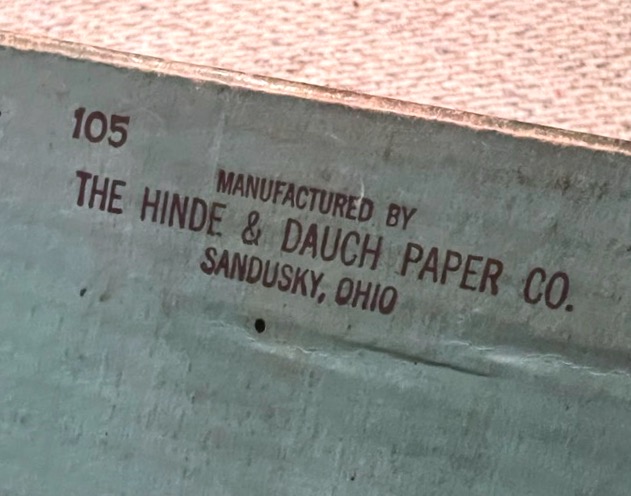 105
MANUFACTURED BY
THE HINDE & DAUCH PAPER CO.
SANDUSKY, OHIO